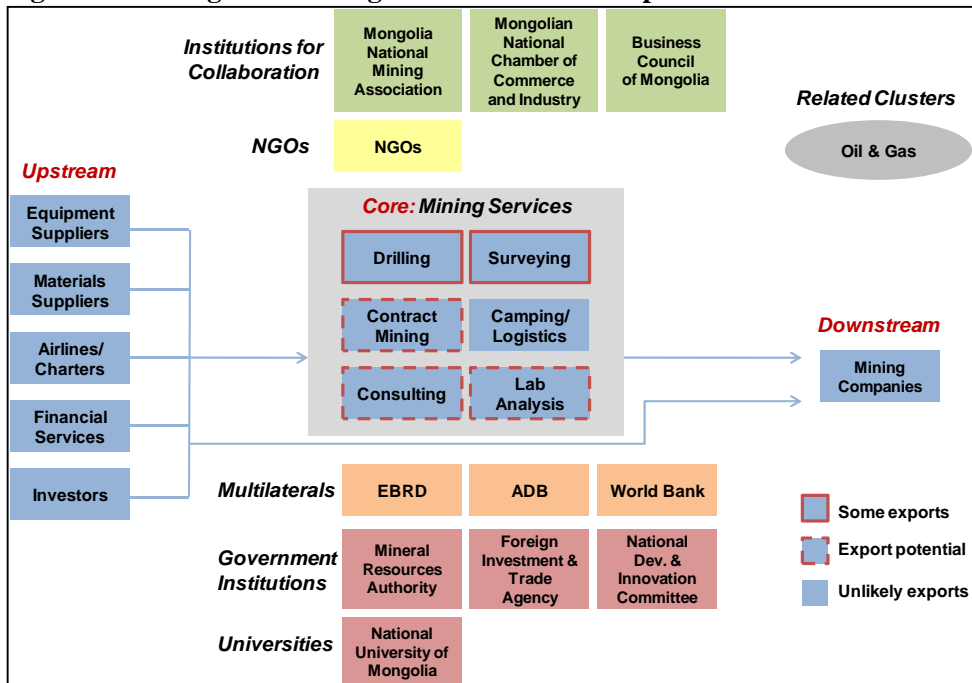 Institutions for
Collaboration
Mongolia
National
Mining
Association
Mongolian
National
Chamber of
Commerce
and Industry
Business
Council
of Mongolia
Related Clusters
Oil & Gas
NGOs
NGOs
Upstream
Equipment
Suppliers
Materials
Suppliers
Airlines/
Charters
Financial
Services
Investors
Core: Mining Services
Drilling
Surveying
Contract
Mining
Camping/
Logistics
Consulting
Lab
Analysis
Downstream
Mining
Companies
Multilaterals
EBRD
ADB
World Bank
Government
Institutions
Mineral
Resources
Authority
Foreign
Investment &
Trade
Agency
National
Dev. &
Innovation
Committee
Universities
National
University of
Mongolia
Some exports
Export potential
Unlikely exports